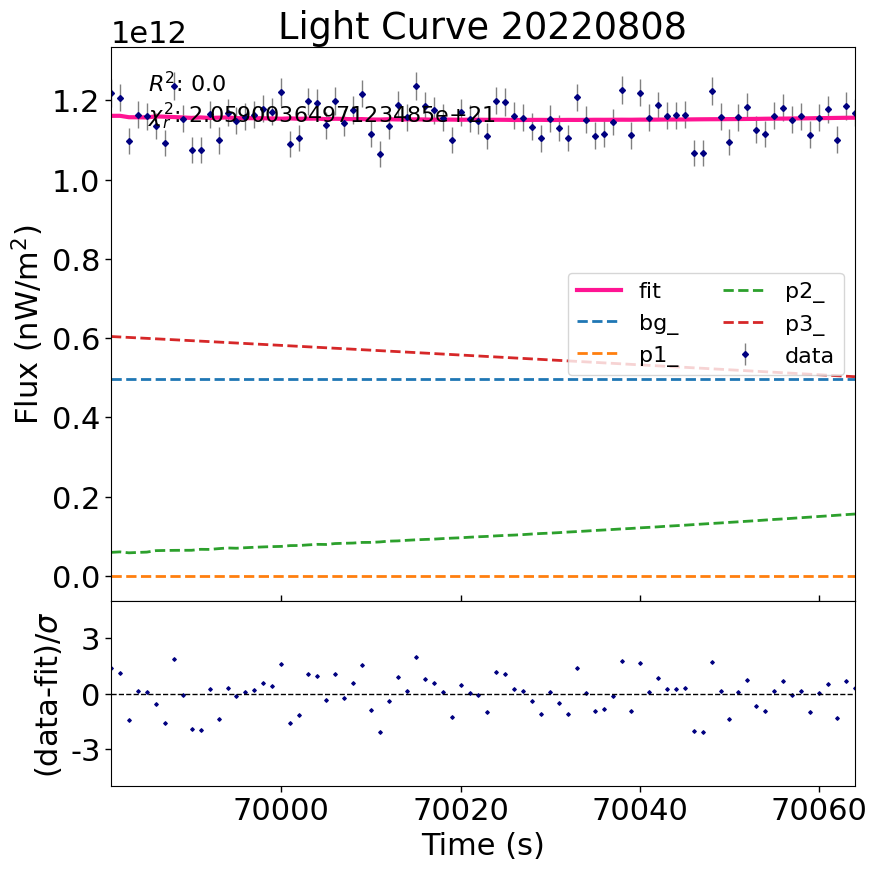 Light Curve 20220808
1e12
R²: 0.0
χ²ᵣ: 2.0590036497123485e+21
1.2
1.0
0.8
0.6
0.4
0.2
0.0
Flux (nW/m²)
fit
bg_
p1_
p2_
p3_
data
3
0
-3
(data-fit)/σ
70000
70020
70040
70060
Time (s)